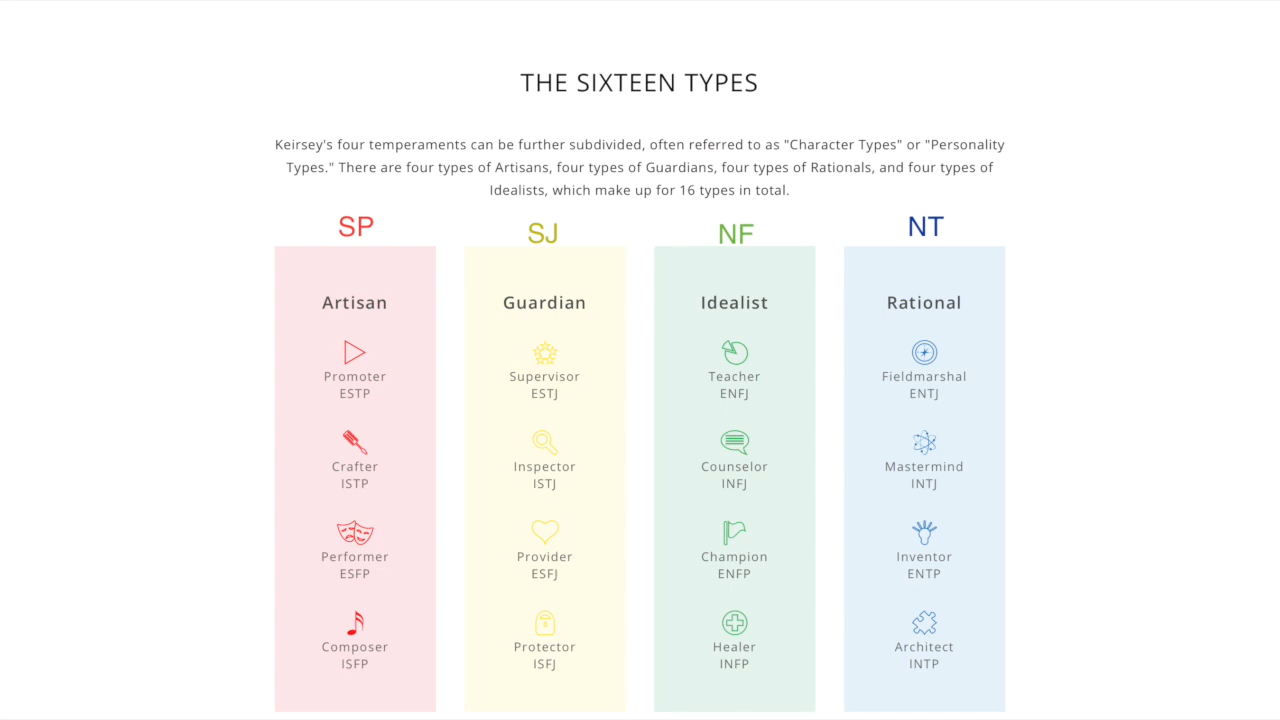 THE SIXTEEN TYPES
Keirsey's four temperaments can be further subdivided, often referred to as "Character Types" or "Personality
Types." There are four types of Artisans, four types of Guardians, four types of Rationals, and four types of
Idealists, which make up for 16 types in total.
SP
Artisan
Promoter
ESTP
Crafter
ISTP
Performer
ESFP
Composer
ISFP
SJ
Guardian
Supervisor
ESTJ
Inspector
ISTJ
Provider
ESFJ
Protector
ISFJ
NF
Idealist
Teacher
ENFJ
Counselor
INFJ
Champion
ENFP
Healer
INFP
NT
Rational
Fieldmarshal
ENTJ
Mastermind
INTJ
Inventor
ENTP
Architect
INTP